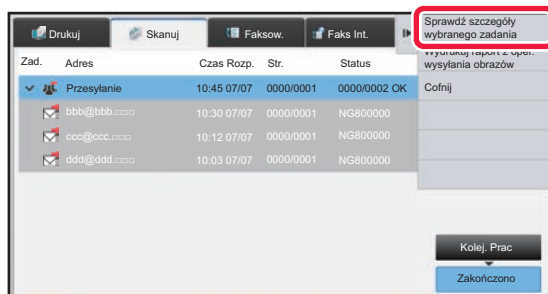 Drukuj Skanuj Faksow. Faks Int.
Sprawdź szczegóły
wybranego zadania
Wydrukuj raport z oper.
wysyłania obrazów
Cofnij
Zad. Adres Czas Rozp. Str. Status
Przesyłanie 10:45 07/07 0000/0001 0000/0002 OK
bbb@bbb.□□□ 10:30 07/07 0000/0001 NG800000
ccc@ccc.□□□ 10:12 07/07 0000/0001 NG800000
ddd@ddd.□□□ 10:03 07/07 0000/0001 NG800000
Kolej. Prac
Zakończono